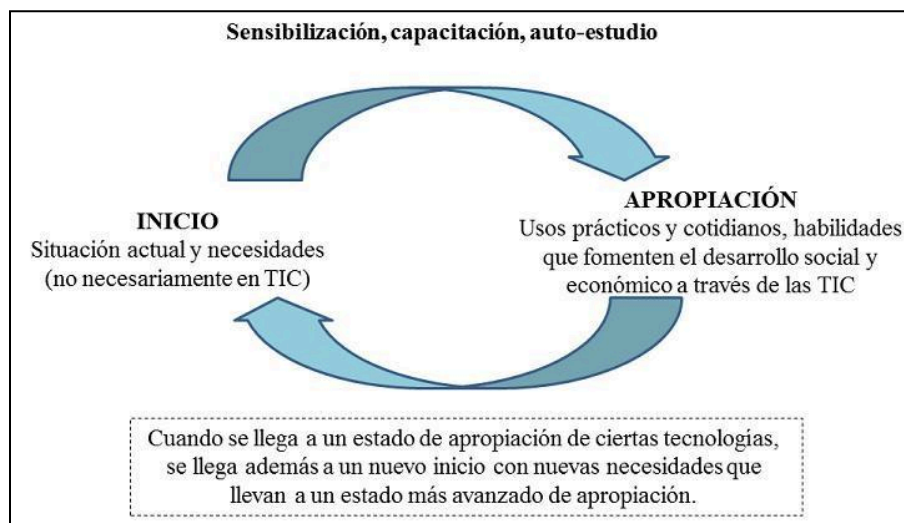 Sensibilización, capacitación, auto-estudio
INICIO
Situación actual y necesidades
(no necesariamente en TIC)
APROPIACIÓN
Usos prácticos y cotidianos, habilidades
que fomenten el desarrollo social y
económico a través de las TIC
Cuando se llega a un estado de apropiación de ciertas tecnologías,
se llega además a un nuevo inicio con nuevas necesidades que
llevan a un estado más avanzado de apropiación.